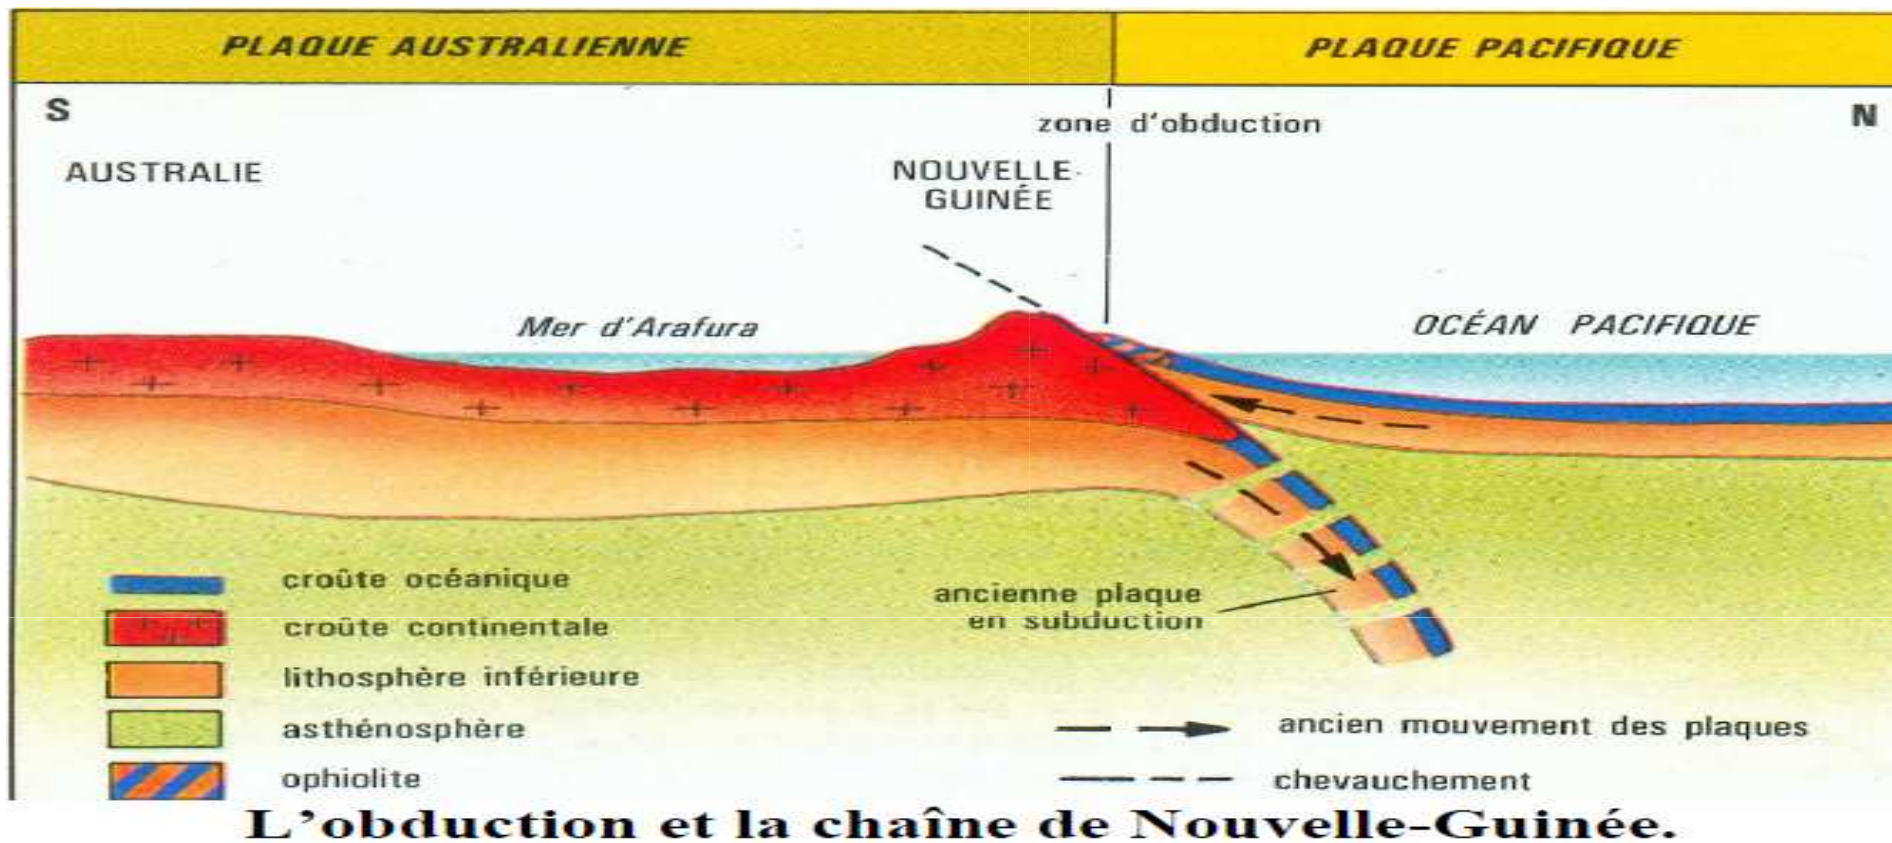 PLAQUE AUSTRALIENNE
PLAQUE PACIFIQUE
S
N
zone d'obduction
AUSTRALIE
NOUVELLE-
GUINÉE
Mer d'Arafura
OCÉAN PACIFIQUE
ancienne plaque
en subduction
croûte océanique
croûte continentale
lithosphère inférieure
asthénosphère
ophiolite
ancien mouvement des plaques
chevauchement
L'obduction et la chaîne de Nouvelle-Guinée.